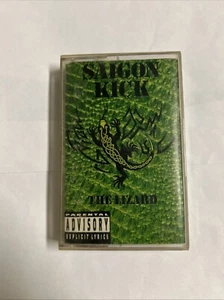 SAIGON
KICK
THE LIZARD
PARENTAL
ADVISORY
EXPLICIT LYRICS